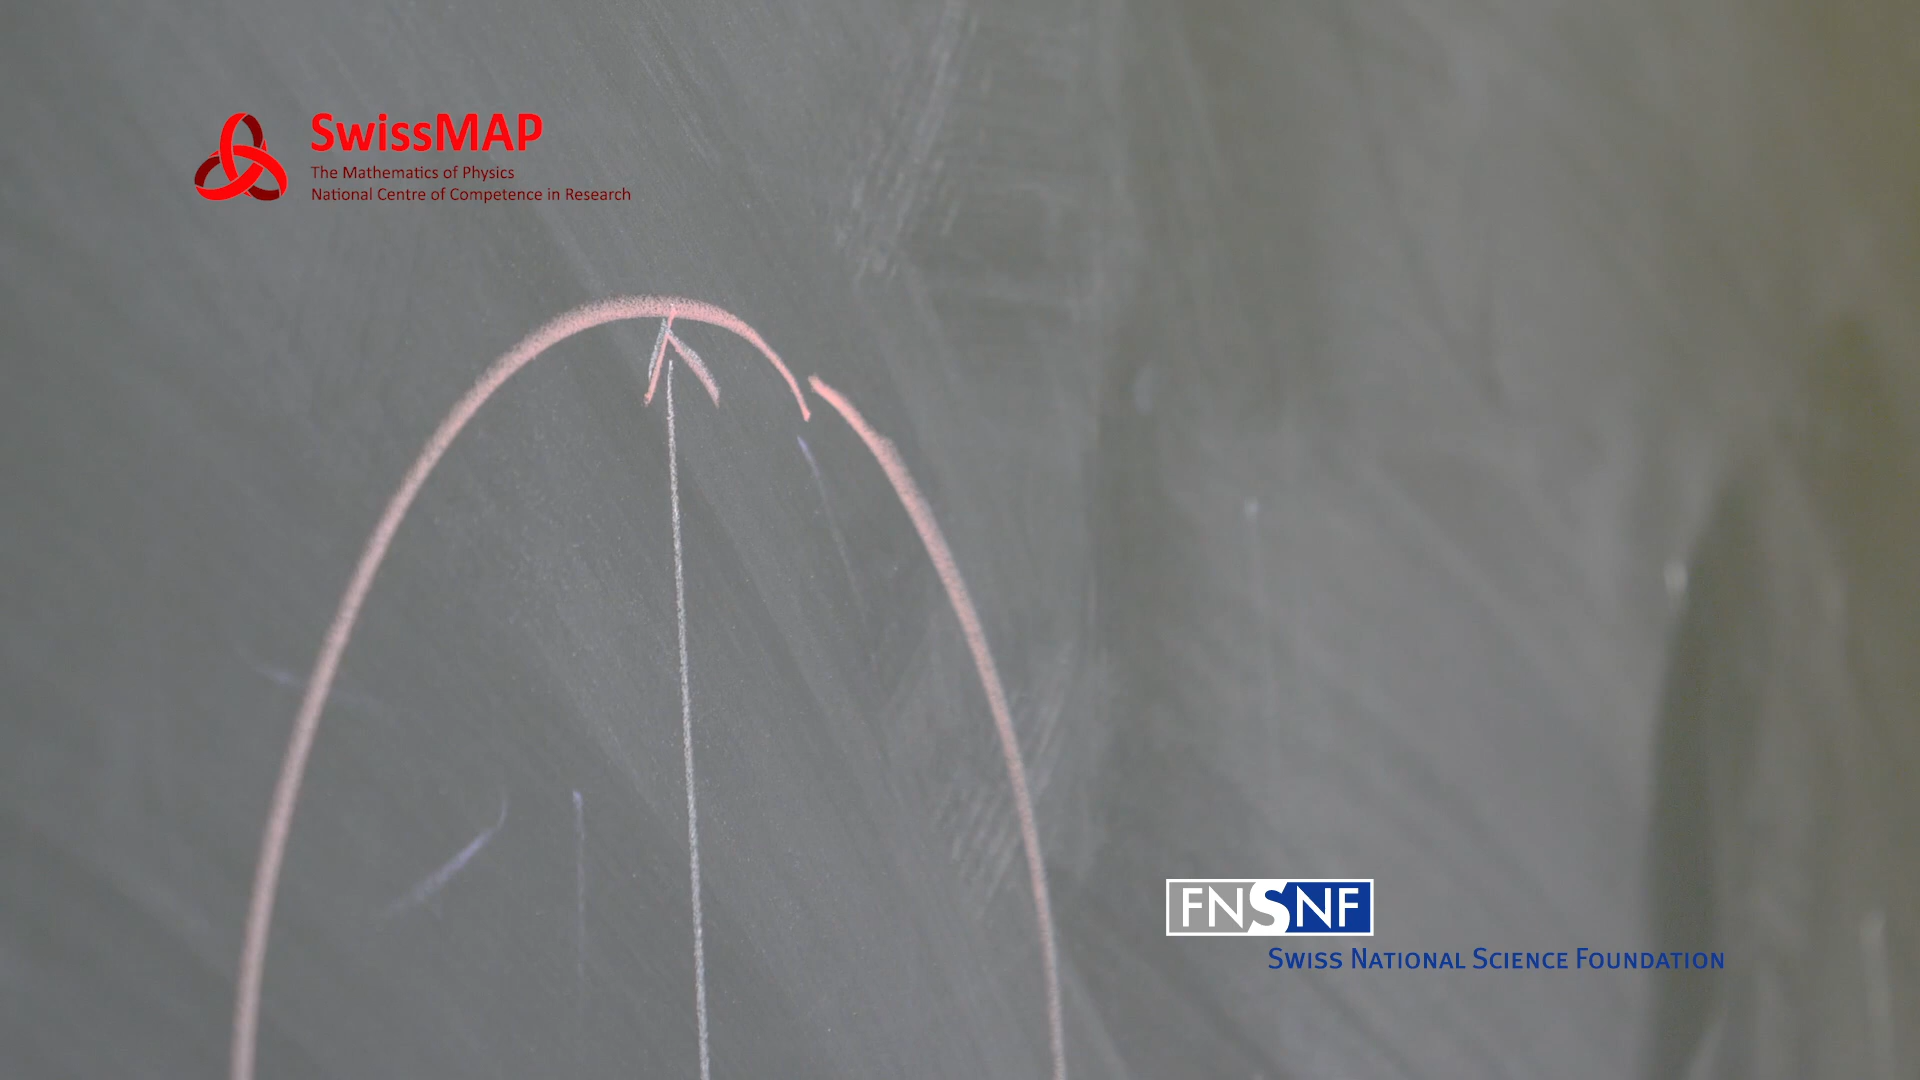 SwissMAP
The Mathematics of Physics
National Centre of Competence in Research
FNSNF
SWISS NATIONAL SCIENCE FOUNDATION